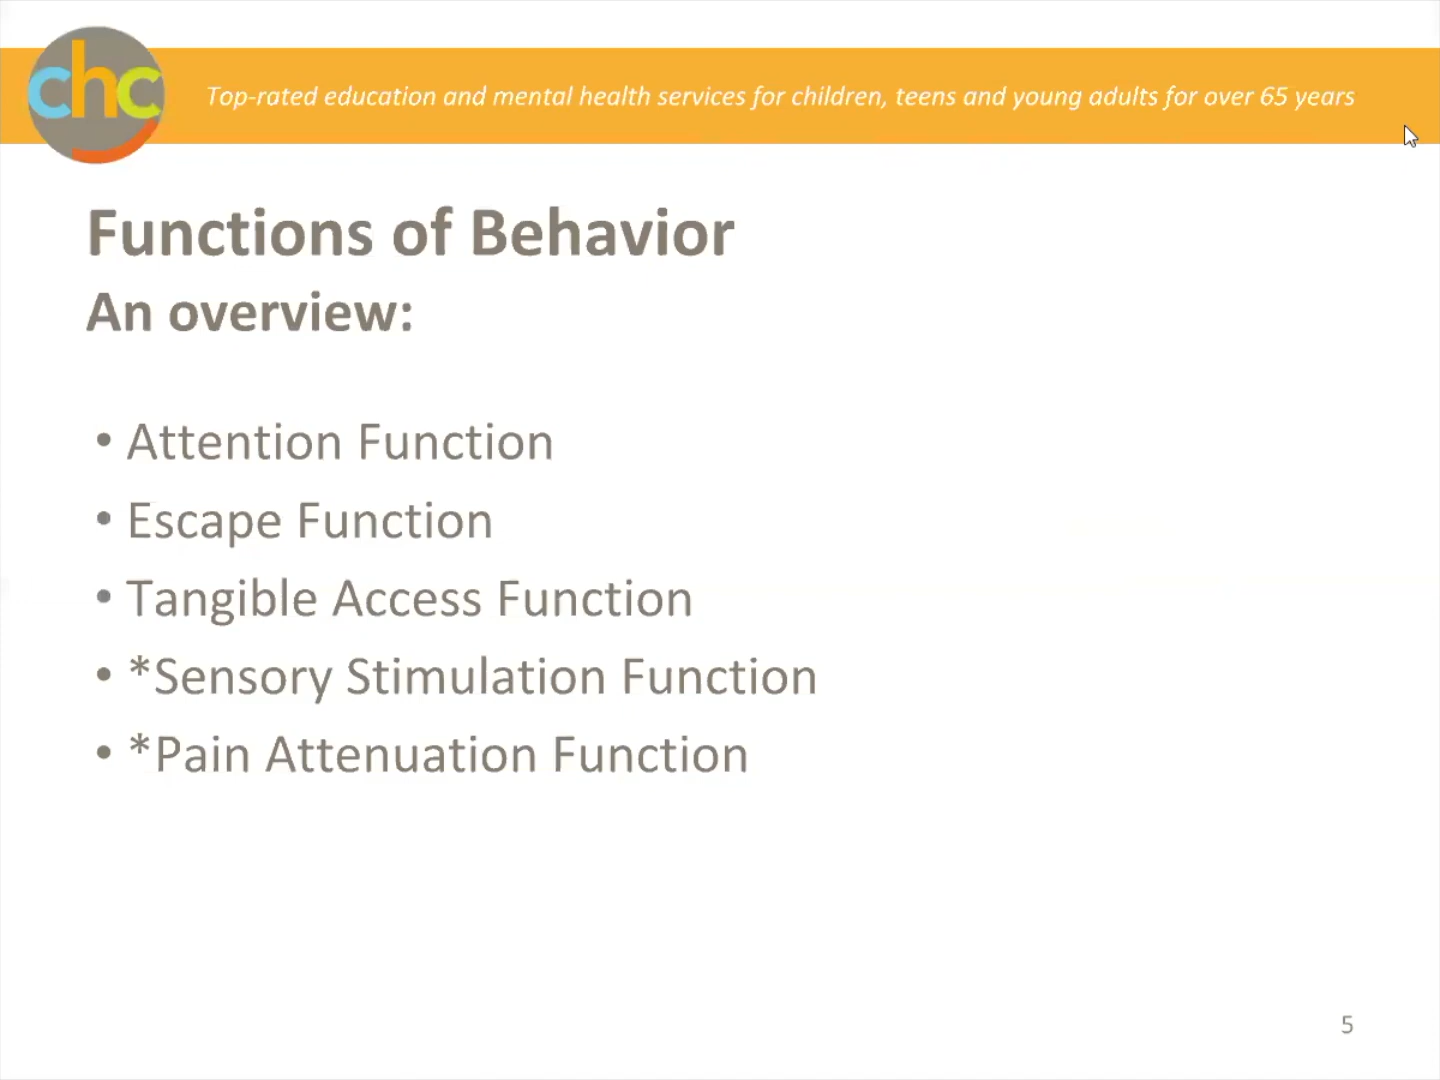 chc
Top-rated education and mental health services for children, teens and young adults for over 65 years
Functions of Behavior
An overview:
• Attention Function
• Escape Function
• Tangible Access Function
• *Sensory Stimulation Function
• *Pain Attenuation Function
5